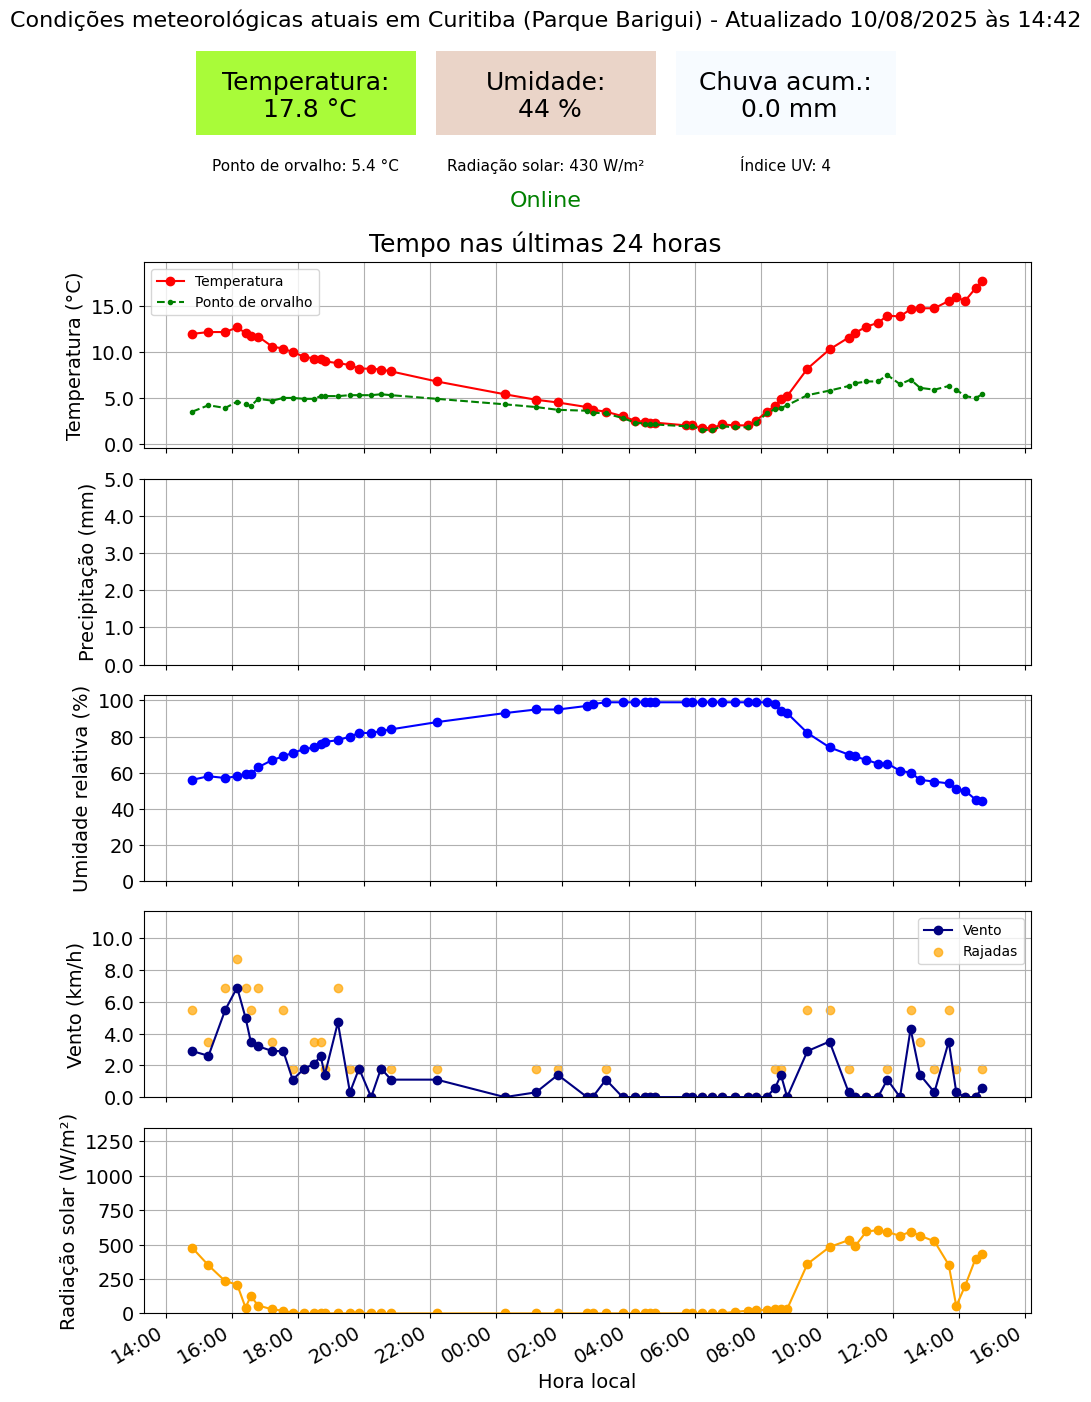 Condições meteorológicas atuais em Curitiba (Parque Barigui) - Atualizado 10/08/2025 às 14:42
Temperatura:
17.8 °C
Umidade:
44 %
Chuva acum.:
0.0 mm
Ponto de orvalho: 5.4 °C
Radiação solar: 430 W/m²
Índice UV: 4
Online
Tempo nas últimas 24 horas
Temperatura (°C)
15.0
10.0
5.0
0.0
Temperatura
Ponto de orvalho
Precipitação (mm)
5.0
4.0
3.0
2.0
1.0
0.0
Umidade relativa (%)
100
80
60
40
20
0
Vento (km/h)
10.0
8.0
6.0
4.0
2.0
0.0
Vento
Rajadas
Radiação solar (W/m²)
1250
1000
750
500
250
0
14:00
16:00
18:00
20:00
22:00
00:00
02:00
04:00
06:00
08:00
10:00
12:00
14:00
16:00
Hora local